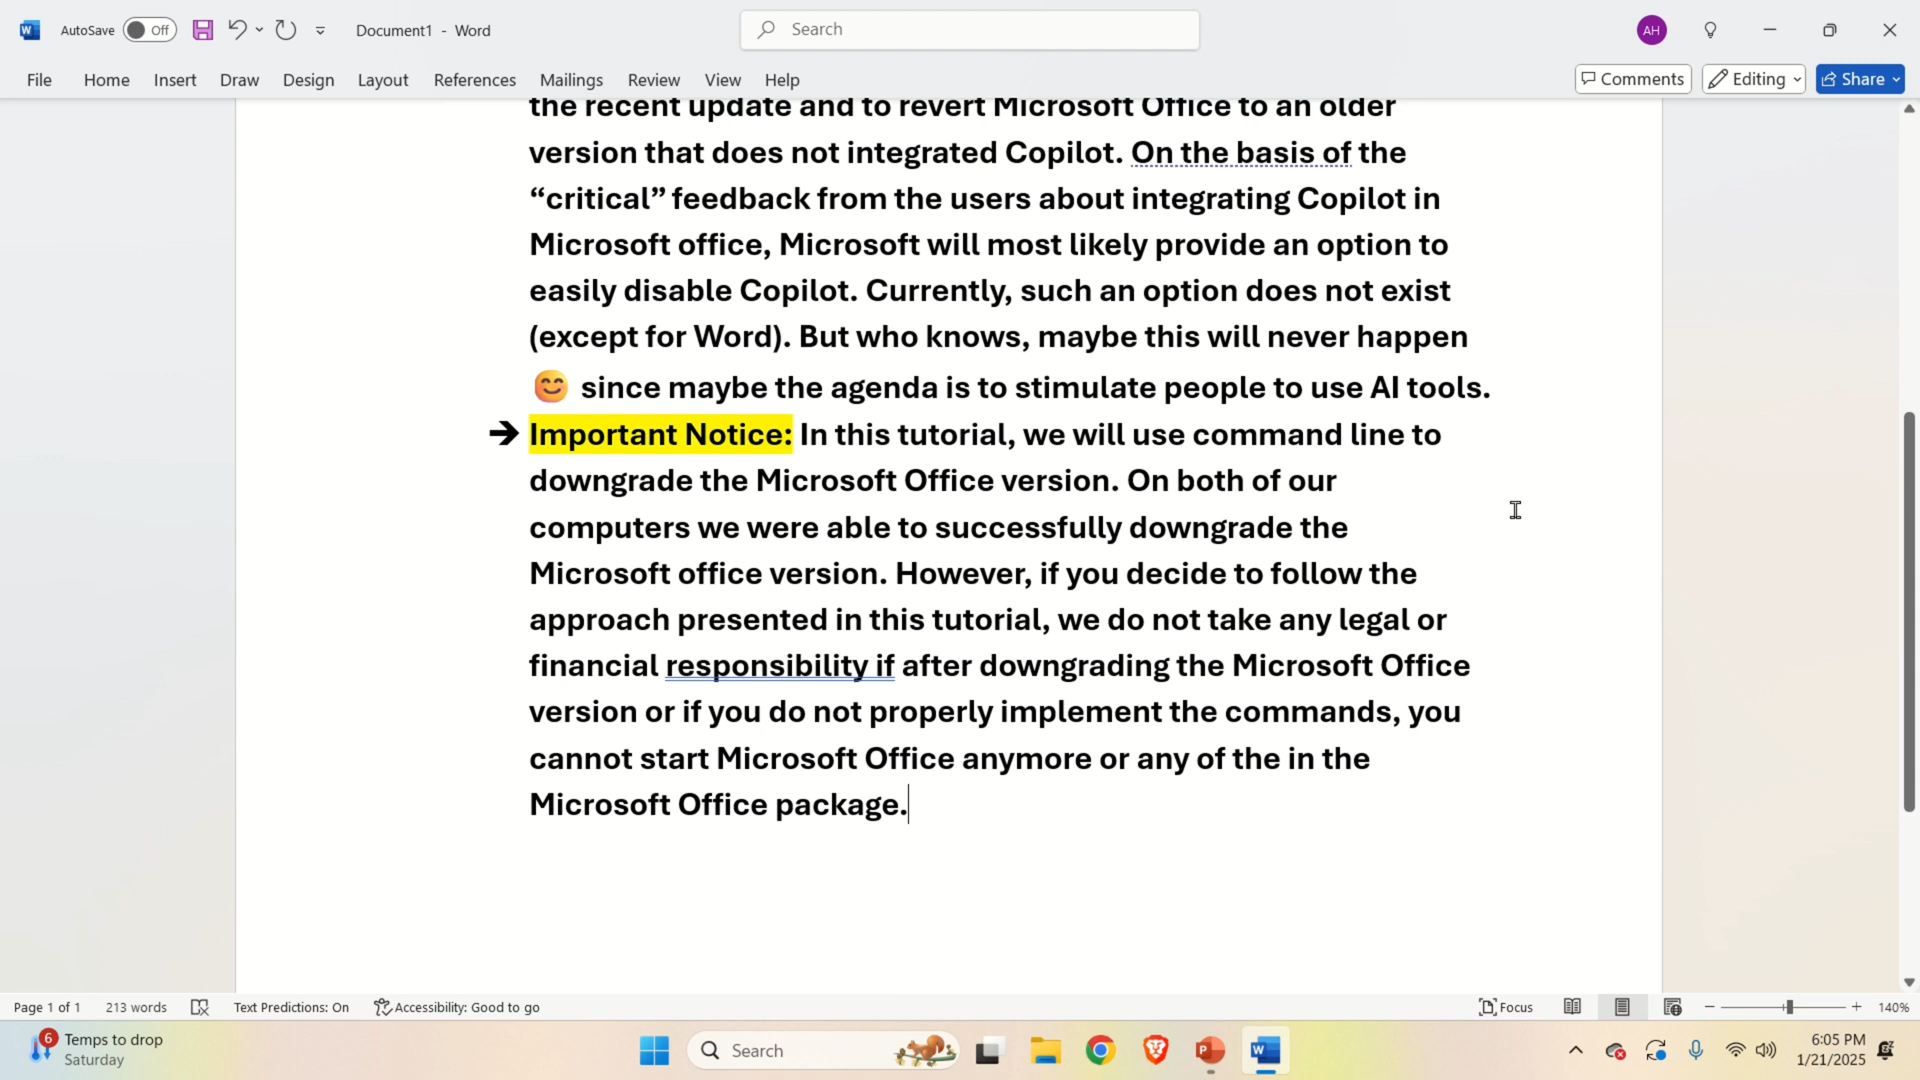 AutoSave Off Document1 - Word Search AH
File Home Insert Draw Design Layout References Mailings Review View Help Comments Editing Share
the recent update and to revert Microsoft Office to an older
version that does not integrated Copilot. On the basis of the
“critical” feedback from the users about integrating Copilot in
Microsoft office, Microsoft will most likely provide an option to
easily disable Copilot. Currently, such an option does not exist
(except for Word). But who knows, maybe this will never happen
😊 since maybe the agenda is to stimulate people to use AI tools.
➔ Important Notice: In this tutorial, we will use command line to
downgrade the Microsoft Office version. On both of our
computers we were able to successfully downgrade the
Microsoft office version. However, if you decide to follow the
approach presented in this tutorial, we do not take any legal or
financial responsibility if after downgrading the Microsoft Office
version or if you do not properly implement the commands, you
cannot start Microsoft Office anymore or any of the in the
Microsoft Office package.
Page 1 of 1 213 words Text Predictions: On Accessibility: Good to go Focus 140%
6 Temps to drop
Saturday
Search
6:05 PM
1/21/2025